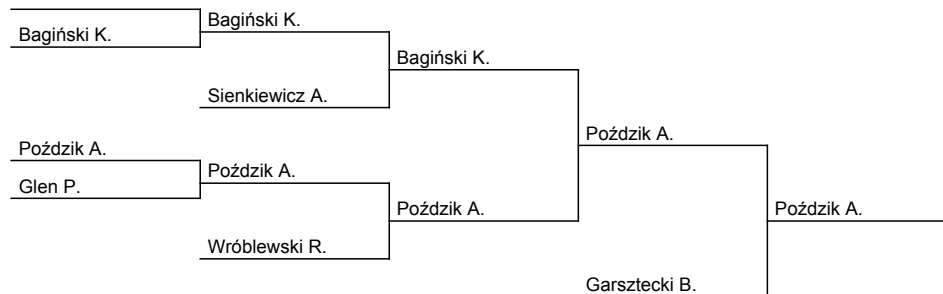 Bagiński K.
Bagiński K.
Bagiński K.
Sienkiewicz A.
Poździk A.
Poździk A.
Glen P.
Poździk A.
Poździk A.
Poździk A.
Wróblewski R.
Garsztecki B.